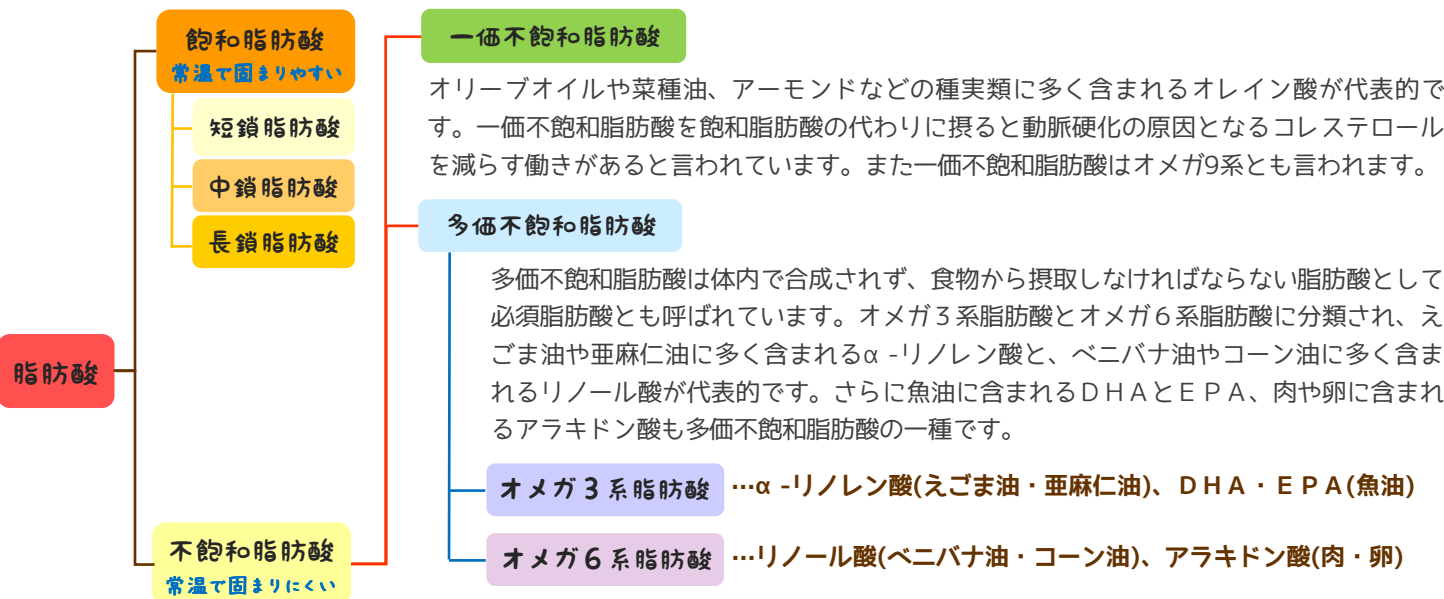 飽和脂肪酸
常温で固まりやすい
短鎖脂肪酸
中鎖脂肪酸
長鎖脂肪酸
脂肪酸
不飽和脂肪酸
常温で固まりにくい
一価不飽和脂肪酸
オリーブオイルや菜種油、アーモンドなどの種実類に多く含まれるオレイン酸が代表的で
す。一価不飽和脂肪酸を飽和脂肪酸の代わりに摂ると動脈硬化の原因となるコレステロール
を減らす働きがあると言われています。また一価不飽和脂肪酸はオメガ9系とも言われます。
多価不飽和脂肪酸
多価不飽和脂肪酸は体内で合成されず、食物から摂取しなければならない脂肪酸として
必須脂肪酸とも呼ばれています。オメガ３系脂肪酸とオメガ６系脂肪酸に分類され、え
ごま油や亜麻仁油に多く含まれるα -リノレン酸と、ベニバナ油やコーン油に多く含ま
れるリノール酸が代表的です。さらに魚油に含まれるＤＨＡとＥＰＡ、肉や卵に含まれ
るアラキドン酸も多価不飽和脂肪酸の一種です。
オメガ３系脂肪酸 …α -リノレン酸(えごま油・亜麻仁油)、ＤＨＡ・ＥＰＡ(魚油)
オメガ６系脂肪酸 …リノール酸(ベニバナ油・コーン油)、アラキドン酸(肉・卵)